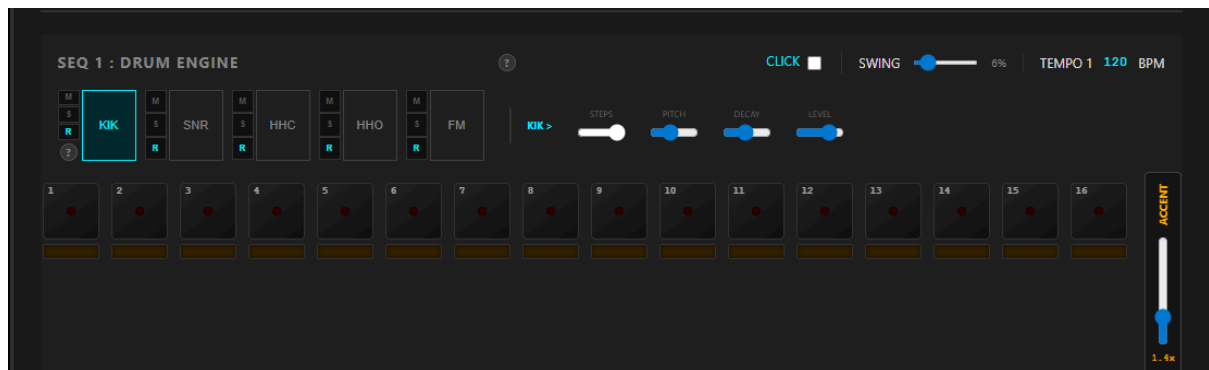 SEQ 1 : DRUM ENGINE ? CLICK SWING 6% TEMPO 1 120 BPM
M M M M M
S KIK S SNR S HHC S HHO S FM KIK > STEPS PITCH DECAY LEVEL
R R R R R
?
1 2 3 4 5 6 7 8 9 10 11 12 13 14 15 16
ACCENT
1.4x